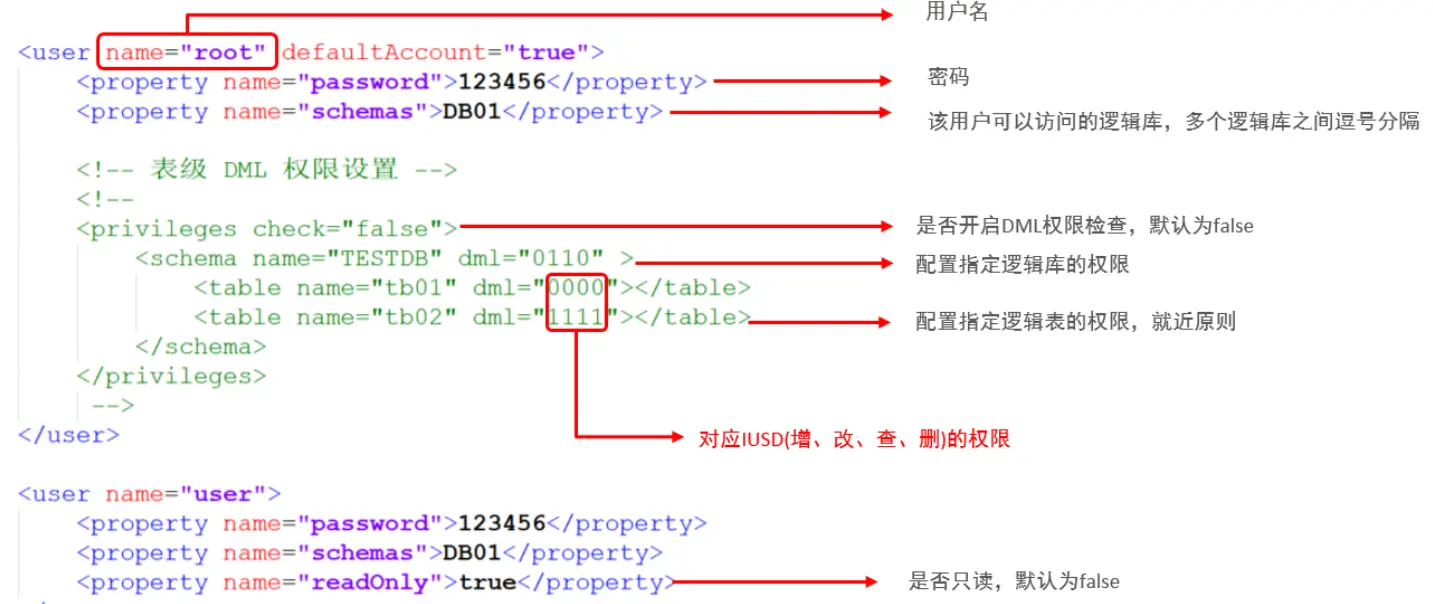 用户名
<user name="root" defaultAccount="true">
<property name="password">123456</property>
密码
<property name="schemas">DB01</property>
该用户可以访问的逻辑库，多个逻辑库之间逗号分隔
<!-- 表级 DML 权限设置 -->
<!--
<privileges check="false">
是否开启DML权限检查，默认为false
<schema name="TESTDB" dml="0110" >
配置指定逻辑库的权限
<table name="tb01" dml="0000"></table>
<table name="tb02" dml="1111"></table>
配置指定逻辑表的权限，就近原则
</schema>
</privileges>
-->
</user>
对应IUSD(增、改、查、删)的权限
<user name="user">
<property name="password">123456</property>
<property name="schemas">DB01</property>
<property name="readOnly">true</property>
是否只读，默认为false